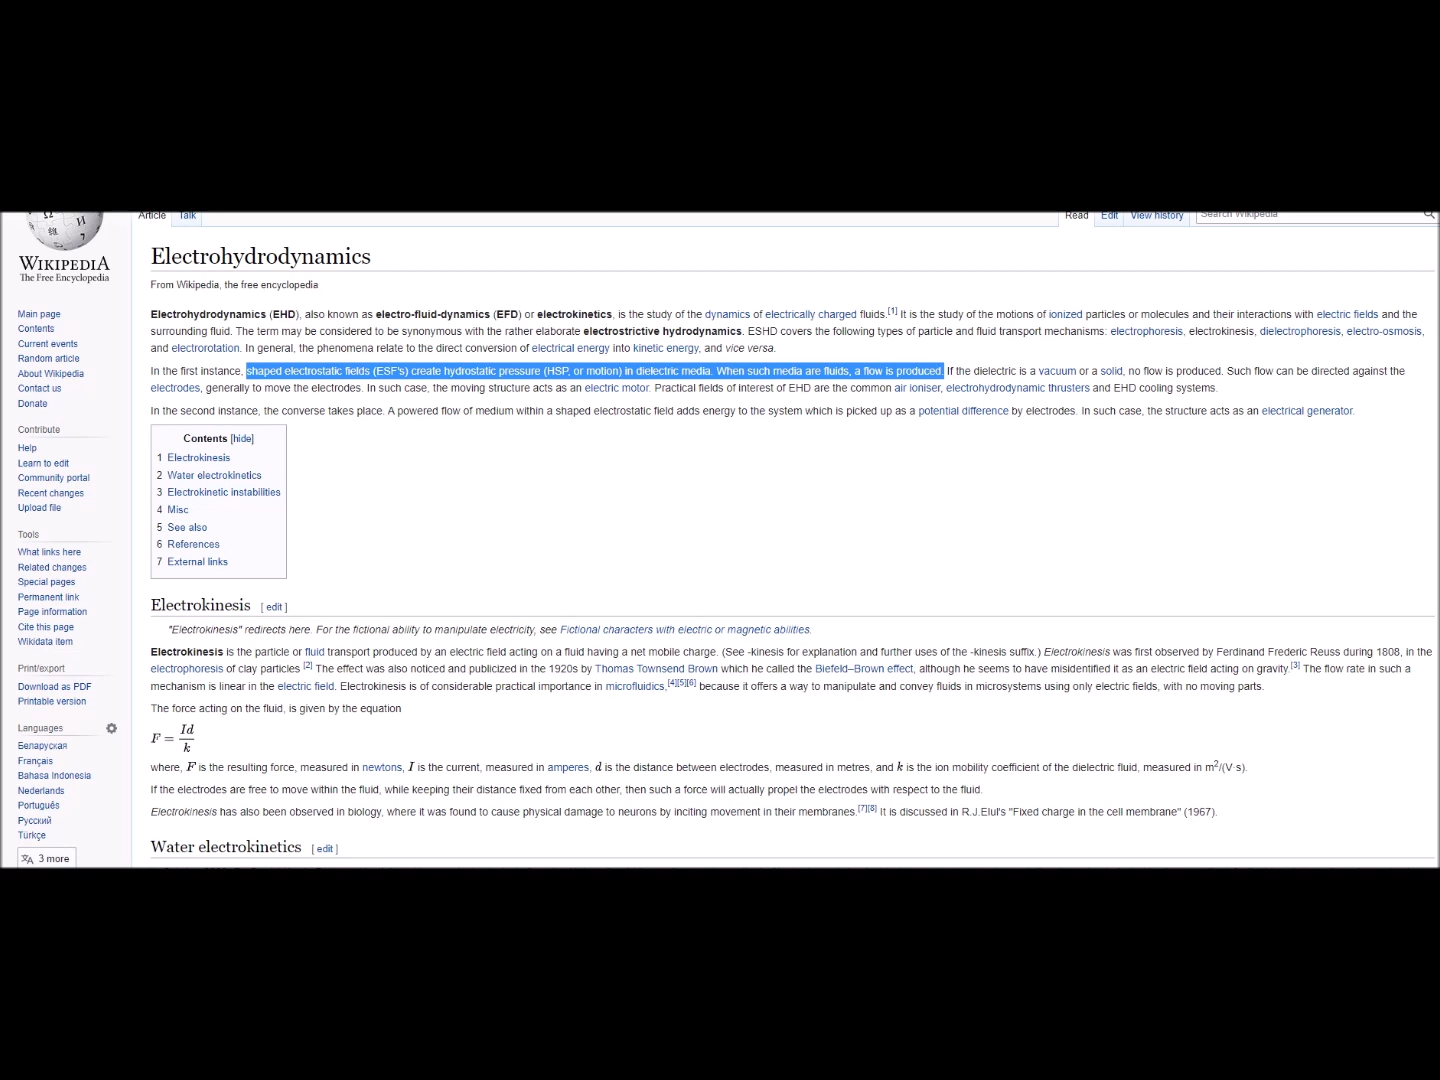 Article Talk Read Edit View history Search Wikipedia
WIKIPEDIA
The Free Encyclopedia
Main page
Contents
Current events
Random article
About Wikipedia
Contact us
Donate
Contribute
Help
Learn to edit
Community portal
Recent changes
Upload file
Tools
What links here
Related changes
Special pages
Permanent link
Page information
Cite this page
Wikidata item
Print/export
Download as PDF
Printable version
Languages
Беларуская
Français
Bahasa Indonesia
Nederlands
Português
Русский
Türkçe
3 more
Electrohydrodynamics
From Wikipedia, the free encyclopedia
Electrohydrodynamics (EHD), also known as electro-fluid-dynamics (EFD) or electrokinetics, is the study of the dynamics of electrically charged fluids.[1] It is the study of the motions of ionized particles or molecules and their interactions with electric fields and the
surrounding fluid. The term may be considered to be synonymous with the rather elaborate electrostrictive hydrodynamics. ESHD covers the following types of particle and fluid transport mechanisms: electrophoresis, electrokinesis, dielectrophoresis, electro-osmosis,
and electrorotation. In general, the phenomena relate to the direct conversion of electrical energy into kinetic energy, and vice versa.
In the first instance, shaped electrostatic fields (ESF's) create hydrostatic pressure (HSP, or motion) in dielectric media. When such media are fluids, a flow is produced. If the dielectric is a vacuum or a solid, no flow is produced. Such flow can be directed against the
electrodes, generally to move the electrodes. In such case, the moving structure acts as an electric motor. Practical fields of interest of EHD are the common air ioniser, electrohydrodynamic thrusters and EHD cooling systems.
In the second instance, the converse takes place. A powered flow of medium within a shaped electrostatic field adds energy to the system which is picked up as a potential difference by electrodes. In such case, the structure acts as an electrical generator.
Contents [hide]
1 Electrokinesis
2 Water electrokinetics
3 Electrokinetic instabilities
4 Misc
5 See also
6 References
7 External links
Electrokinesis [ edit ]
"Electrokinesis" redirects here. For the fictional ability to manipulate electricity, see Fictional characters with electric or magnetic abilities.
Electrokinesis is the particle or fluid transport produced by an electric field acting on a fluid having a net mobile charge. (See -kinesis for explanation and further uses of the -kinesis suffix.) Electrokinesis was first observed by Ferdinand Frederic Reuss during 1808, in the
electrophoresis of clay particles [2] The effect was also noticed and publicized in the 1920s by Thomas Townsend Brown which he called the Biefeld–Brown effect, although he seems to have misidentified it as an electric field acting on gravity.[3] The flow rate in such a
mechanism is linear in the electric field. Electrokinesis is of considerable practical importance in microfluidics,[4][5][6] because it offers a way to manipulate and convey fluids in microsystems using only electric fields, with no moving parts.
The force acting on the fluid, is given by the equation
F = Id/k
where, F is the resulting force, measured in newtons, I is the current, measured in amperes, d is the distance between electrodes, measured in metres, and k is the ion mobility coefficient of the dielectric fluid, measured in m2/(V·s).
If the electrodes are free to move within the fluid, while keeping their distance fixed from each other, then such a force will actually propel the electrodes with respect to the fluid.
Electrokinesis has also been observed in biology, where it was found to cause physical damage to neurons by inciting movement in their membranes.[7][8] It is discussed in R.J.Elul's "Fixed charge in the cell membrane" (1967).
Water electrokinetics [ edit ]